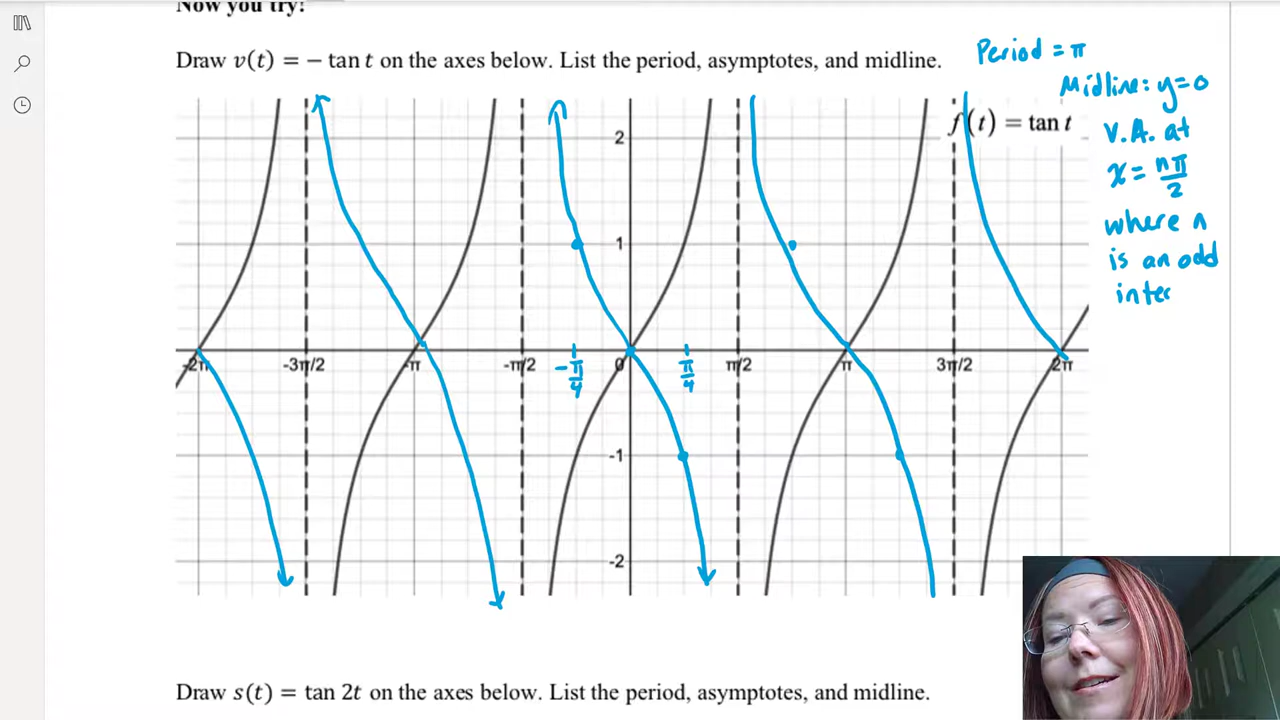 Now you try!
Draw v(t) = − tan t on the axes below. List the period, asymptotes, and midline.
Period = π
Midline: y=0
f(t) = tan t
V.A. at
x = nπ/2
where n
is an odd
inter
2
1
-2π
-3π/2
-π
-π/2
-π/4
0
π/4
π/2
π
3π/2
2π
-1
-2
Draw s(t) = tan 2t on the axes below. List the period, asymptotes, and midline.